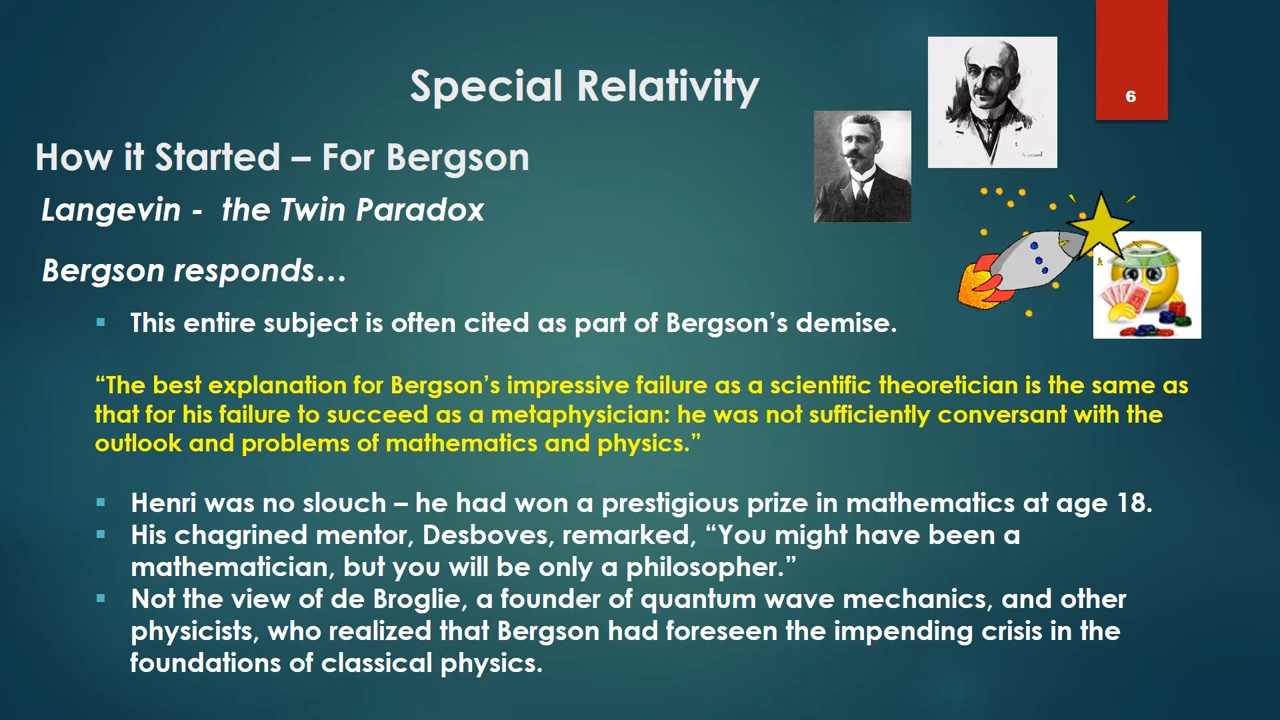 6
Special Relativity
How it Started – For Bergson
Langevin - the Twin Paradox
Bergson responds…
This entire subject is often cited as part of Bergson’s demise.
“The best explanation for Bergson’s impressive failure as a scientific theoretician is the same as
that for his failure to succeed as a metaphysician: he was not sufficiently conversant with the
outlook and problems of mathematics and physics.”
Henri was no slouch – he had won a prestigious prize in mathematics at age 18.
His chagrined mentor, Desboves, remarked, “You might have been a
mathematician, but you will be only a philosopher.”
Not the view of de Broglie, a founder of quantum wave mechanics, and other
physicists, who realized that Bergson had foreseen the impending crisis in the
foundations of classical physics.